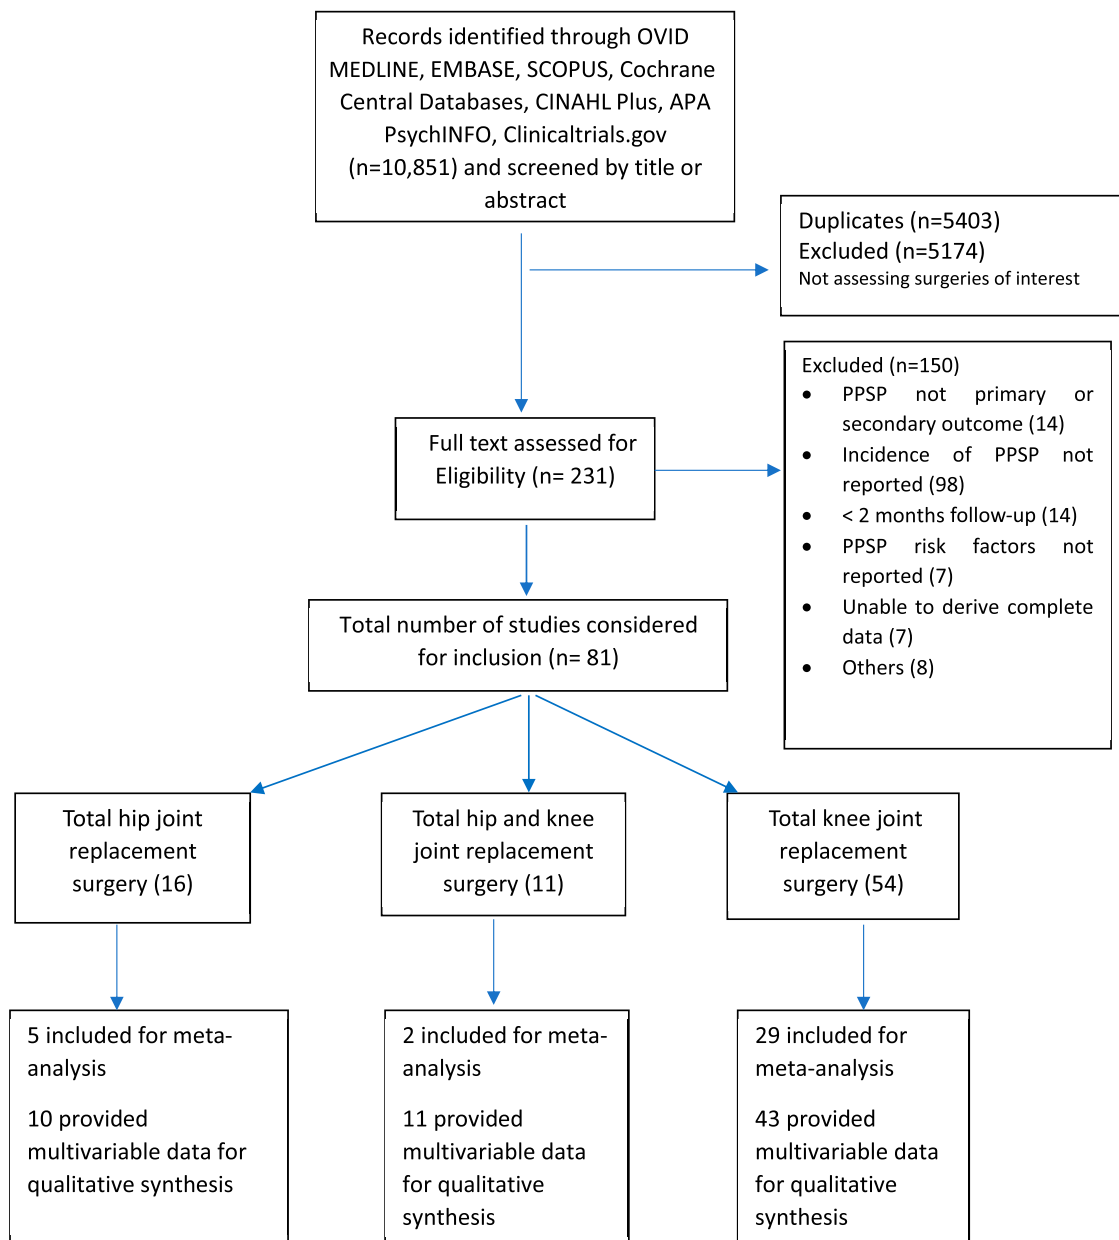 Records identified through OVID
MEDLINE, EMBASE, SCOPUS, Cochrane
Central Databases, CINAHL Plus, APA
PsychINFO, Clinicaltrials.gov
(n=10,851) and screened by title or
abstract
Duplicates (n=5403)
Excluded (n=5174)
Not assessing surgeries of interest
Excluded (n=150)
• PPSP not primary or
secondary outcome (14)
• Incidence of PPSP not
reported (98)
• < 2 months follow-up (14)
• PPSP risk factors not
reported (7)
• Unable to derive complete
data (7)
• Others (8)
Full text assessed for
Eligibility (n= 231)
Total number of studies considered
for inclusion (n= 81)
Total hip joint
replacement
surgery (16)
Total hip and knee
joint replacement
surgery (11)
Total knee joint
replacement
surgery (54)
5 included for meta-
analysis
10 provided
multivariable data for
qualitative synthesis
2 included for meta-
analysis
11 provided
multivariable data
for qualitative
synthesis
29 included for
meta-analysis
43 provided
multivariable data
for qualitative
synthesis